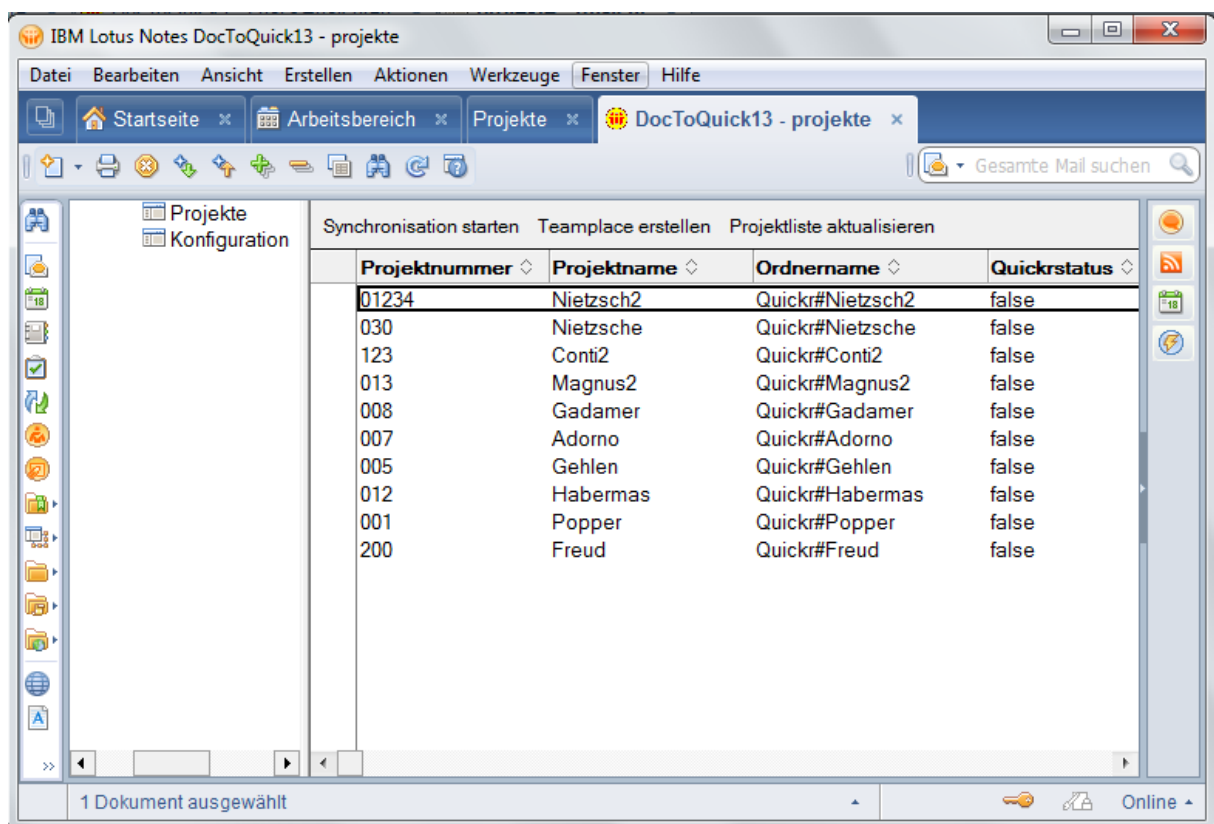 IBM Lotus Notes DocToQuick13 - projekte
Datei Bearbeiten Ansicht Erstellen Aktionen Werkzeuge Fenster Hilfe
Startseite Arbeitsbereich Projekte DocToQuick13 - projekte
Gesamte Mail suchen
Projekte
Konfiguration
Synchronisation starten Teamplace erstellen Projektliste aktualisieren
Projektnummer Projektname Ordnername Quickrstatus
01234 Nietzsch2 Quickr#Nietzsch2 false
030 Nietzsche Quickr#Nietzsche false
123 Conti2 Quickr#Conti2 false
013 Magnus2 Quickr#Magnus2 false
008 Gadamer Quickr#Gadamer false
007 Adorno Quickr#Adorno false
005 Gehlen Quickr#Gehlen false
012 Habermas Quickr#Habermas false
001 Popper Quickr#Popper false
200 Freud Quickr#Freud false
1 Dokument ausgewählt Online